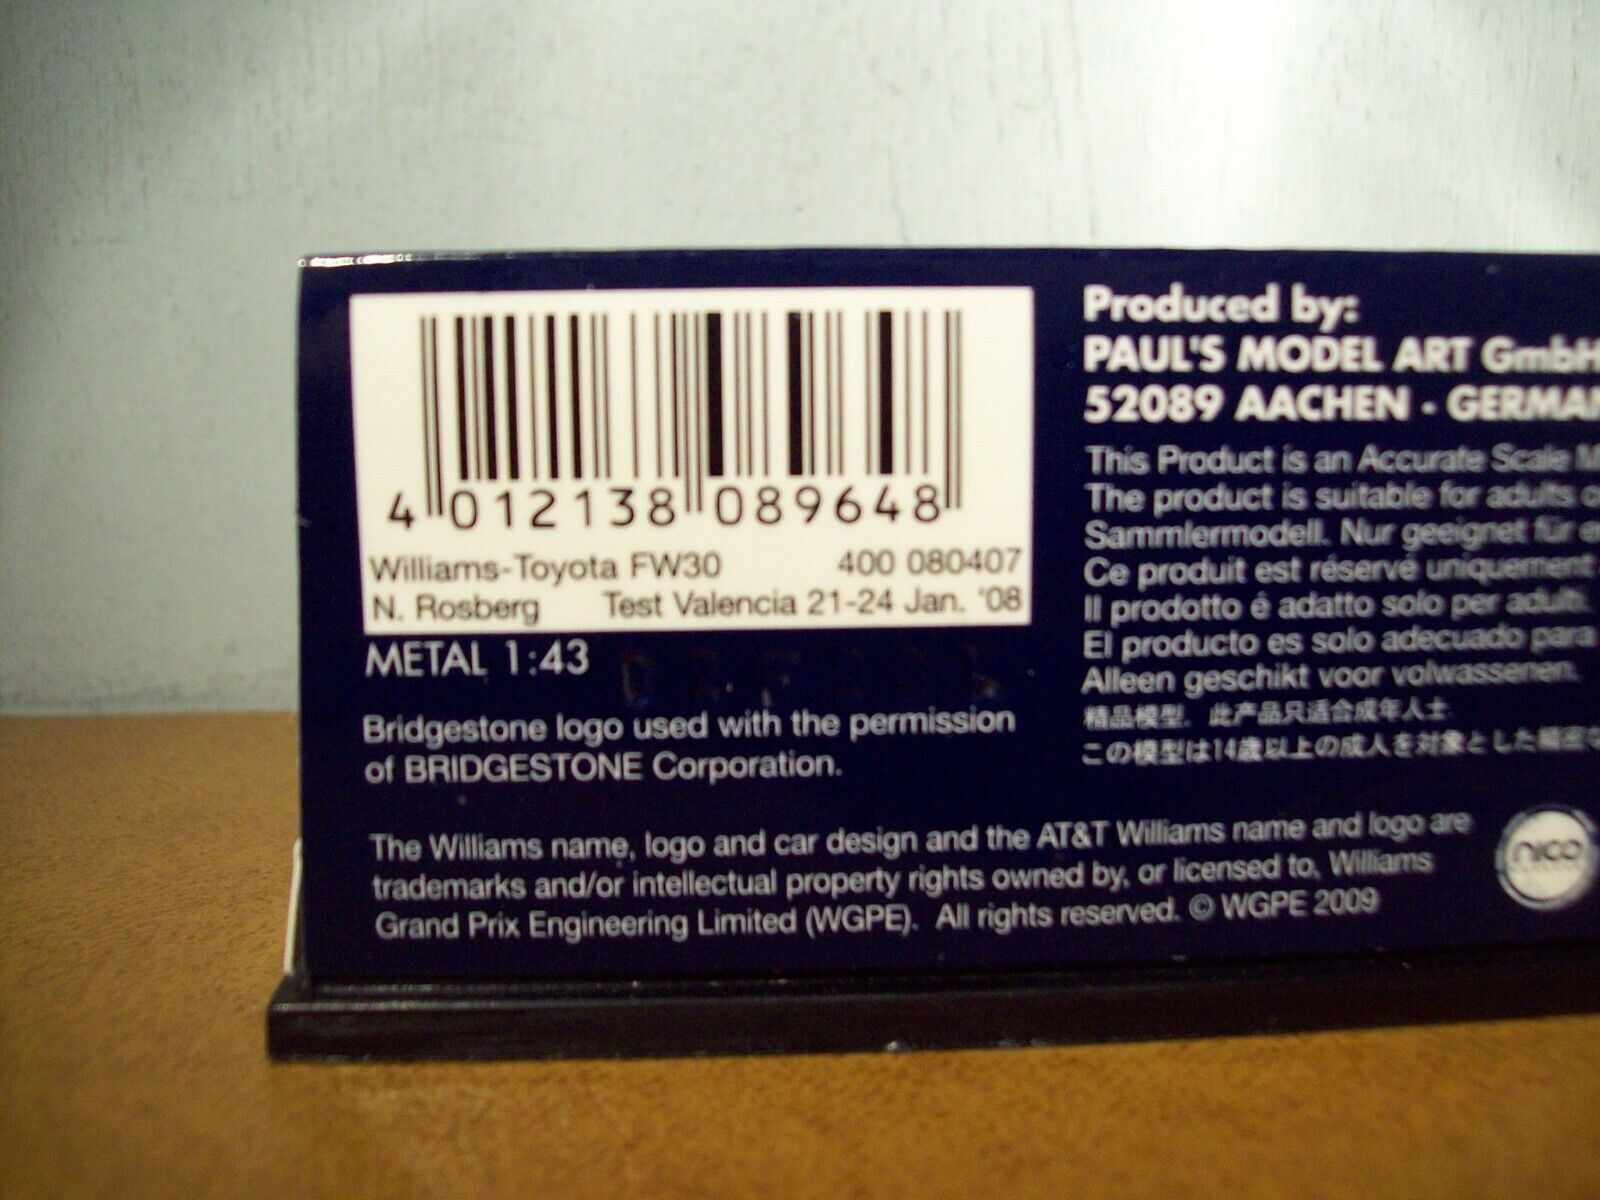 4 012138 089648
Williams-Toyota FW30 400 080407
N. Rosberg Test Valencia 21-24 Jan. '08
METAL 1:43
Bridgestone logo used with the permission
of BRIDGESTONE Corporation.
The Williams name, logo and car design and the AT&T Williams name and logo are
trademarks and/or intellectual property rights owned by, or licensed to, Williams
Grand Prix Engineering Limited (WGPE). All rights reserved. © WGPE 2009
Produced by:
PAUL'S MODEL ART GmbH
52089 AACHEN - GERMAN
This Product is an Accurate Scale M
The product is suitable for adults o
Sammlermodell. Nur geeignet für e
Ce produit est réservé uniquement
Il prodotto é adatto solo per adulti.
El producto es solo adecuado para
Alleen geschikt voor volwassenen.
精品模型. 此产品只适合成年人士
この模型は14歳以上の成人を対象とした精密な
nico